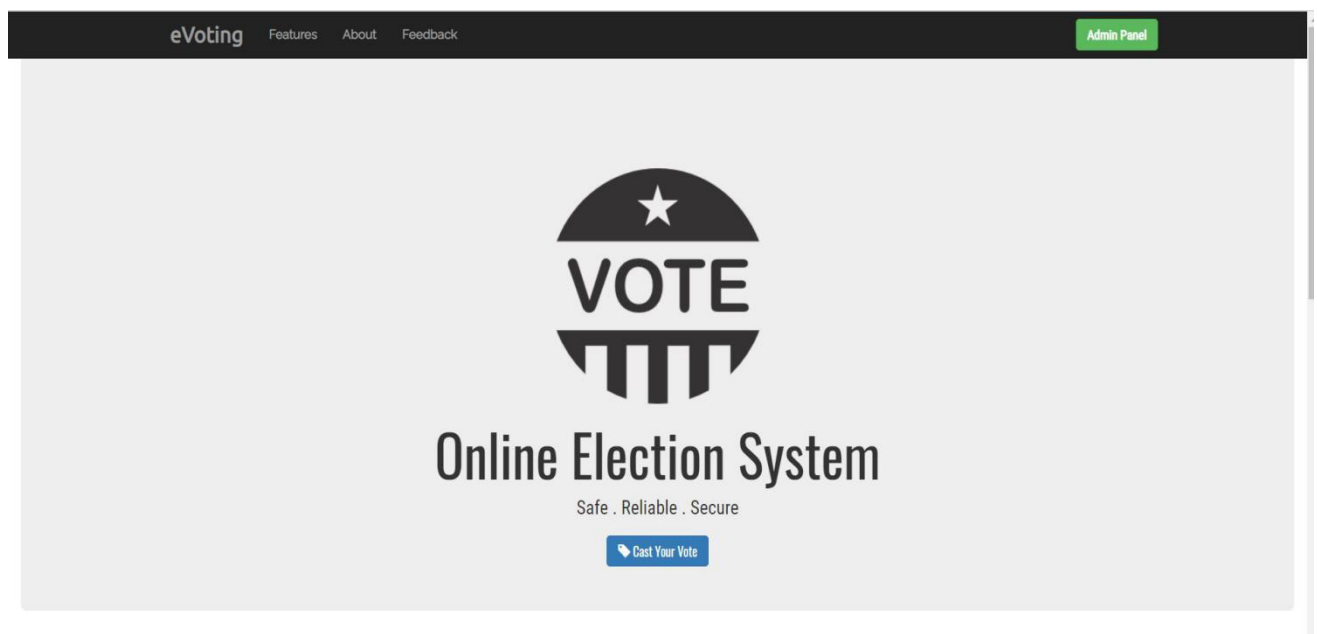 eVoting Features About Feedback Admin Panel
VOTE
Online Election System
Safe . Reliable . Secure
Cast Your Vote